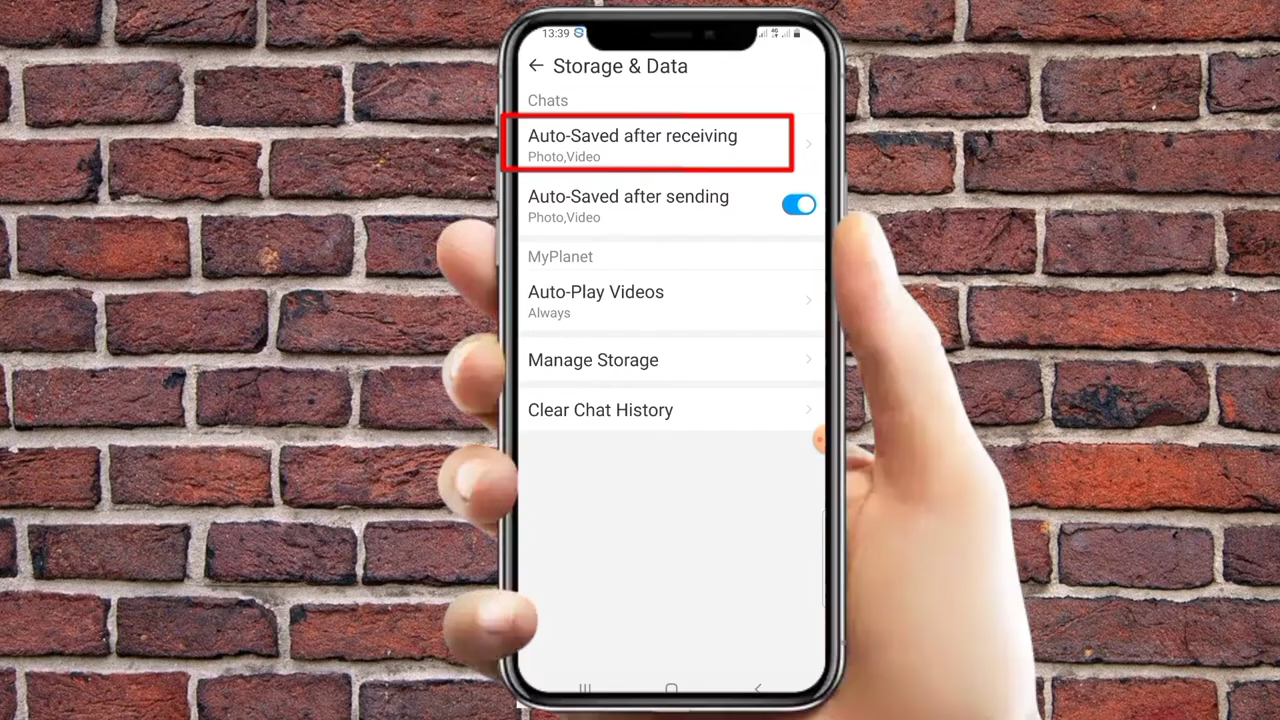 13:39 4G
Storage & Data
Chats
Auto-Saved after receiving
Photo,Video
Auto-Saved after sending
Photo,Video
MyPlanet
Auto-Play Videos
Always
Manage Storage
Clear Chat History